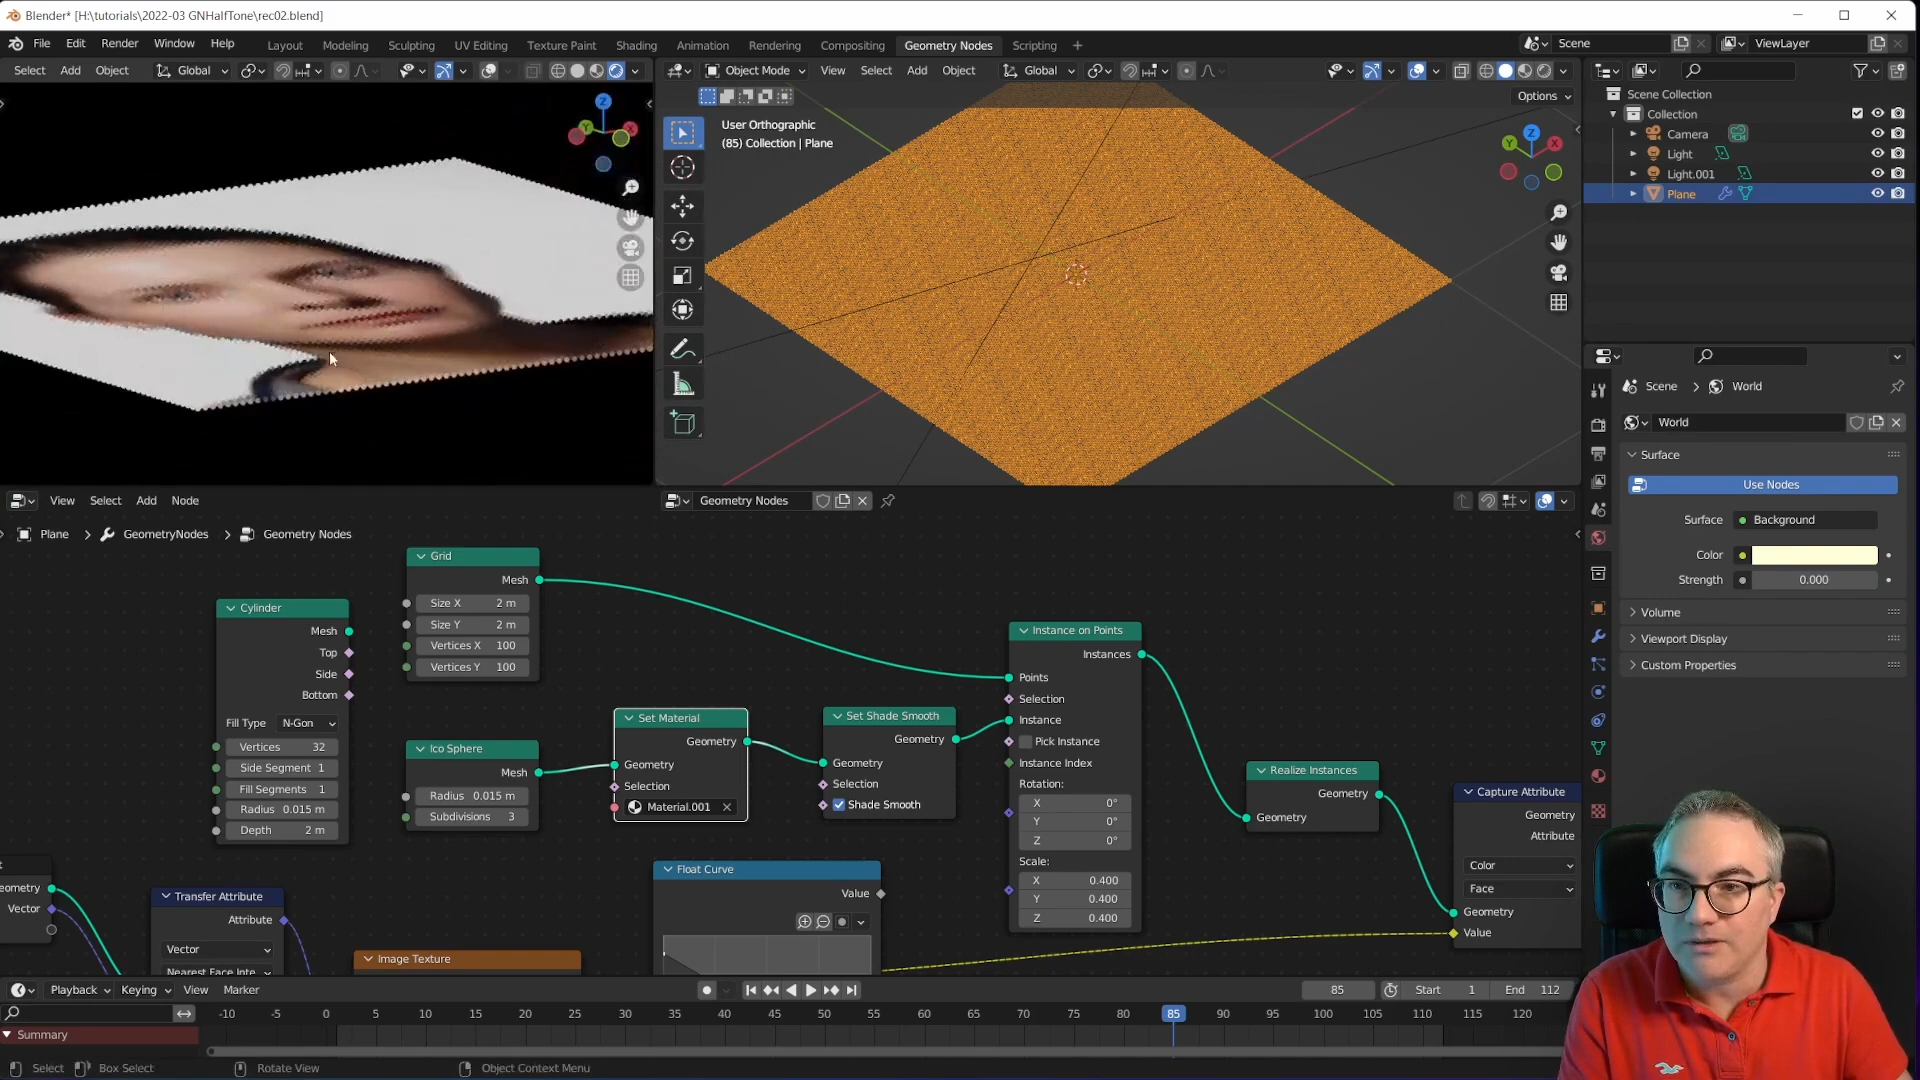 Blender* [H:\tutorials\2022-03 GNHalfTone\rec02.blend]
File Edit Render Window Help Layout Modeling Sculpting UV Editing Texture Paint Shading Animation Rendering Compositing Geometry Nodes Scripting + Scene ViewLayer
Select Add Object Global Object Mode View Select Add Object Global
Options
User Orthographic
(85) Collection | Plane
Scene Collection
Collection
Camera
Light
Light.001
Plane
Scene > World
World
Surface
Use Nodes
Surface Background
Color
Strength 0.000
Volume
Viewport Display
Custom Properties
View Select Add Node Geometry Nodes
Plane > GeometryNodes > Geometry Nodes
Grid
Mesh
Size X 2 m
Size Y 2 m
Vertices X 100
Vertices Y 100
Cylinder
Mesh
Top
Side
Bottom
Fill Type N-Gon
Vertices 32
Side Segment 1
Fill Segments 1
Radius 0.015 m
Depth 2 m
Ico Sphere
Mesh
Radius 0.015 m
Subdivisions 3
Set Material
Geometry
Geometry
Selection
Material.001
Set Shade Smooth
Geometry
Geometry
Selection
Shade Smooth
Instance on Points
Instances
Points
Selection
Instance
Pick Instance
Instance Index
Rotation:
X 0°
Y 0°
Z 0°
Scale:
X 0.400
Y 0.400
Z 0.400
Realize Instances
Geometry
Geometry
Capture Attribute
Geometry
Attribute
Color
Face
Geometry
Value
t
eometry
Vector
Transfer Attribute
Attribute
Vector
Nearest Face Inte
Image Texture
Float Curve
Value
Playback Keying View Marker 85 Start 1 End 112
-10 -5 0 5 10 15 20 25 30 35 40 45 50 55 60 65 70 75 80 85 90 95 100 105 110 115 120
Summary
Select Box Select Rotate View Object Context Menu